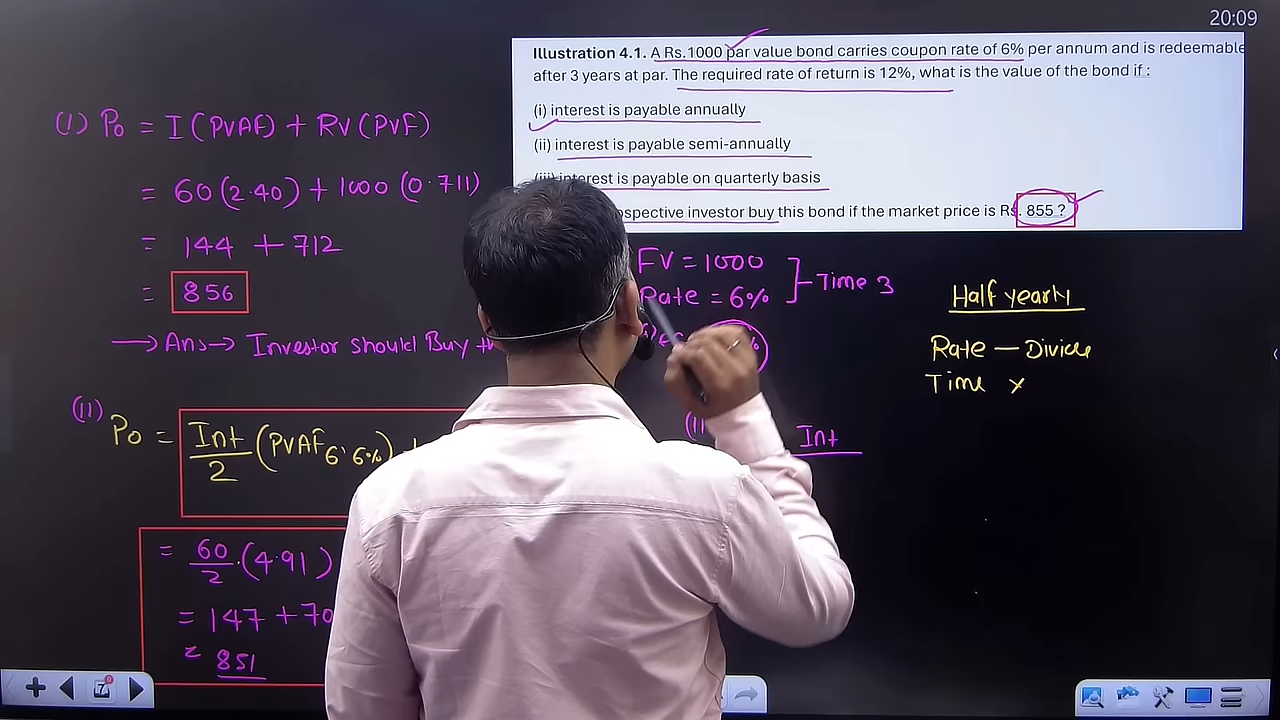 20:09
Illustration 4.1. A Rs.1000 par value bond carries coupon rate of 6% per annum and is redeemable
after 3 years at par. The required rate of return is 12%, what is the value of the bond if :
(i) interest is payable annually
(ii) interest is payable semi-annually
(iii) interest is payable on quarterly basis
spective investor buy this bond if the market price is Rs. 855 ?
(1) Po = I (PVAF) + RV (PVF)
= 60 (2.40) + 1000 (0.711)
= 144 + 712
= 856
→ Ans → Investor should Buy
(11) Po = Int/2 (PVAF 6, 6%)
= 60/2 . (4.91)
= 147 + 70
= 851
FV = 1000
Rate = 6%
Time 3
Int
Half yearly
Rate — Divide
Time ×